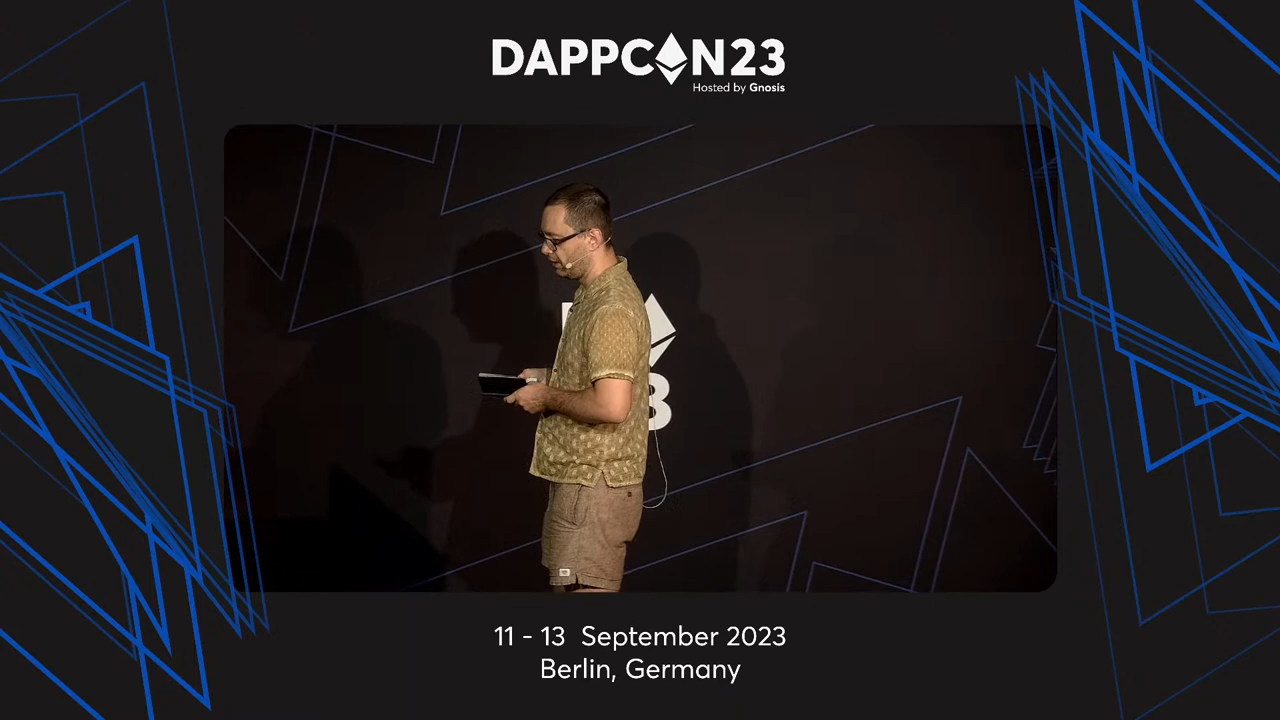 DAPPCON23
Hosted by Gnosis
11 - 13 September 2023
Berlin, Germany